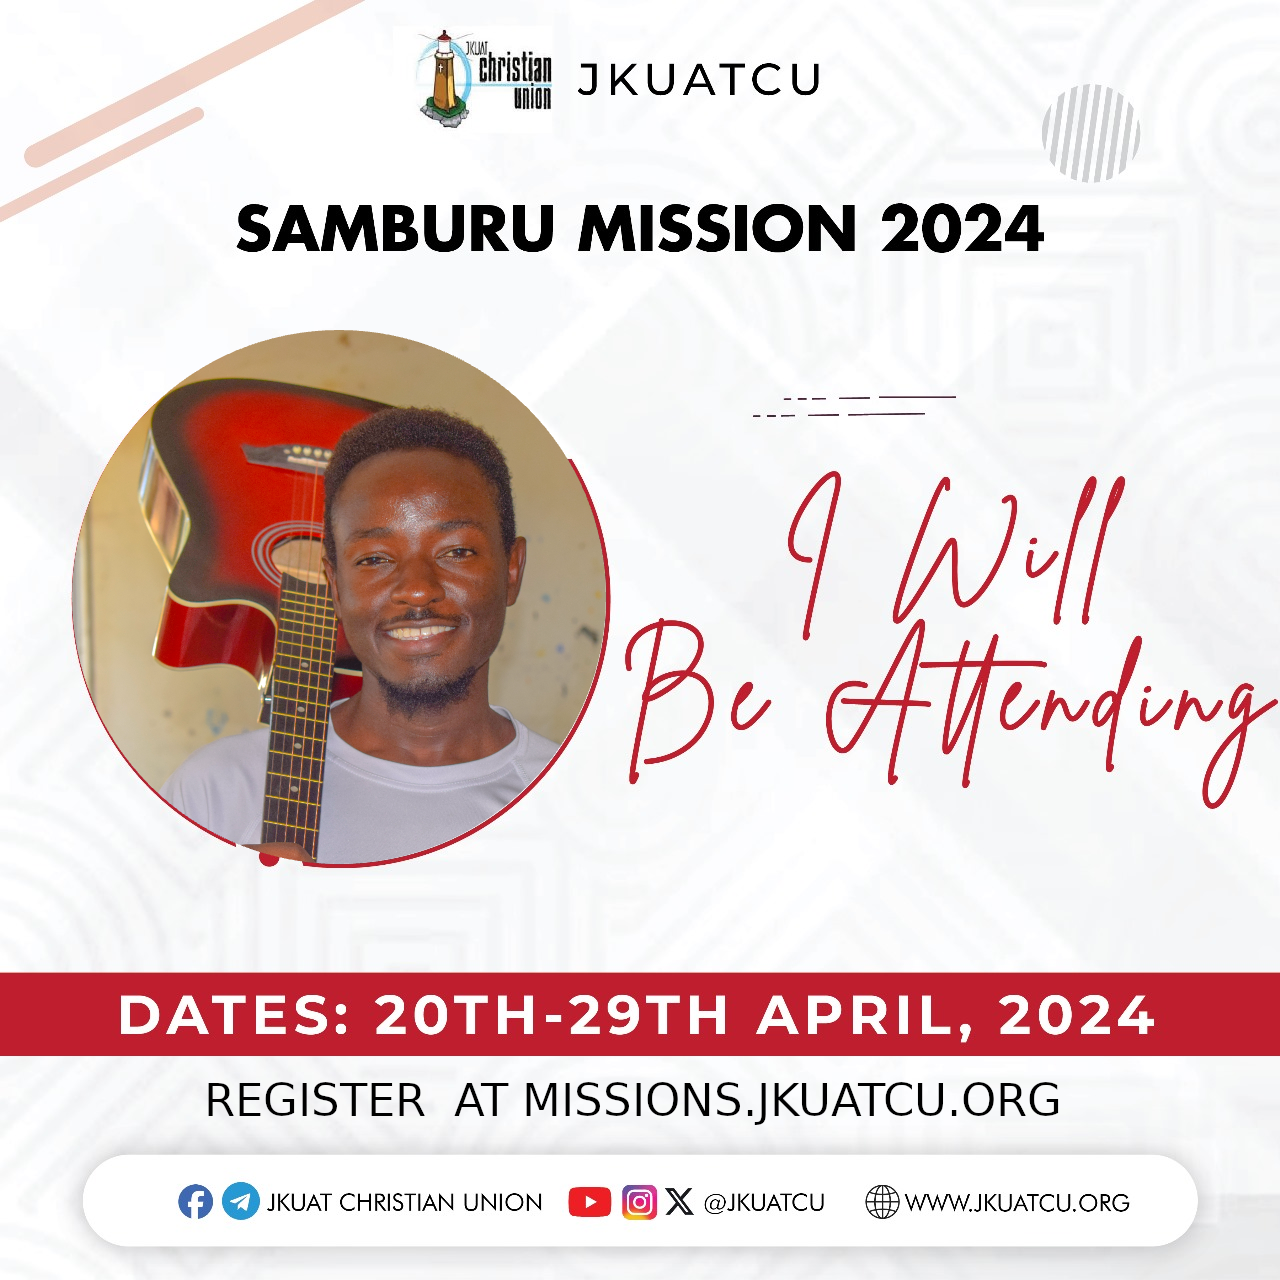 JKUAT
christian
union
JKUATCU
SAMBURU MISSION 2024
I Will
Be Attending
DATES: 20TH-29TH APRIL, 2024
REGISTER  AT MISSIONS.JKUATCU.ORG
JKUAT CHRISTIAN UNION @JKUATCU WWW.JKUATCU.ORG